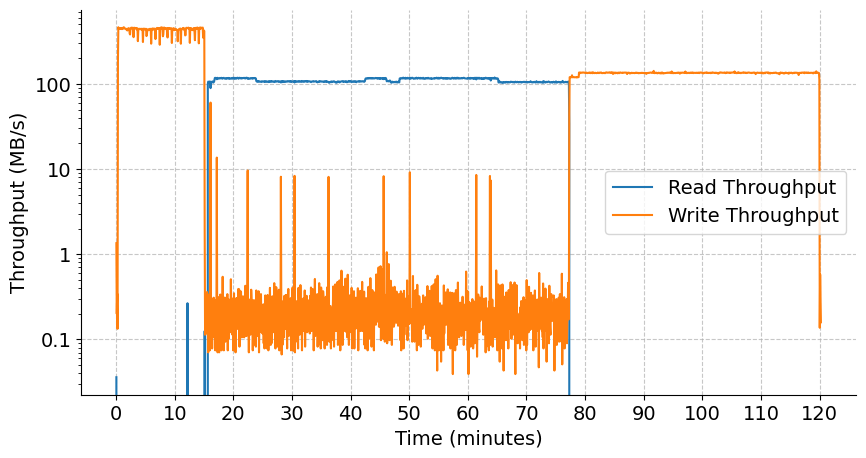 Throughput (MB/s)
100
10
1
0.1
Read Throughput
Write Throughput
0 10 20 30 40 50 60 70 80 90 100 110 120
Time (minutes)